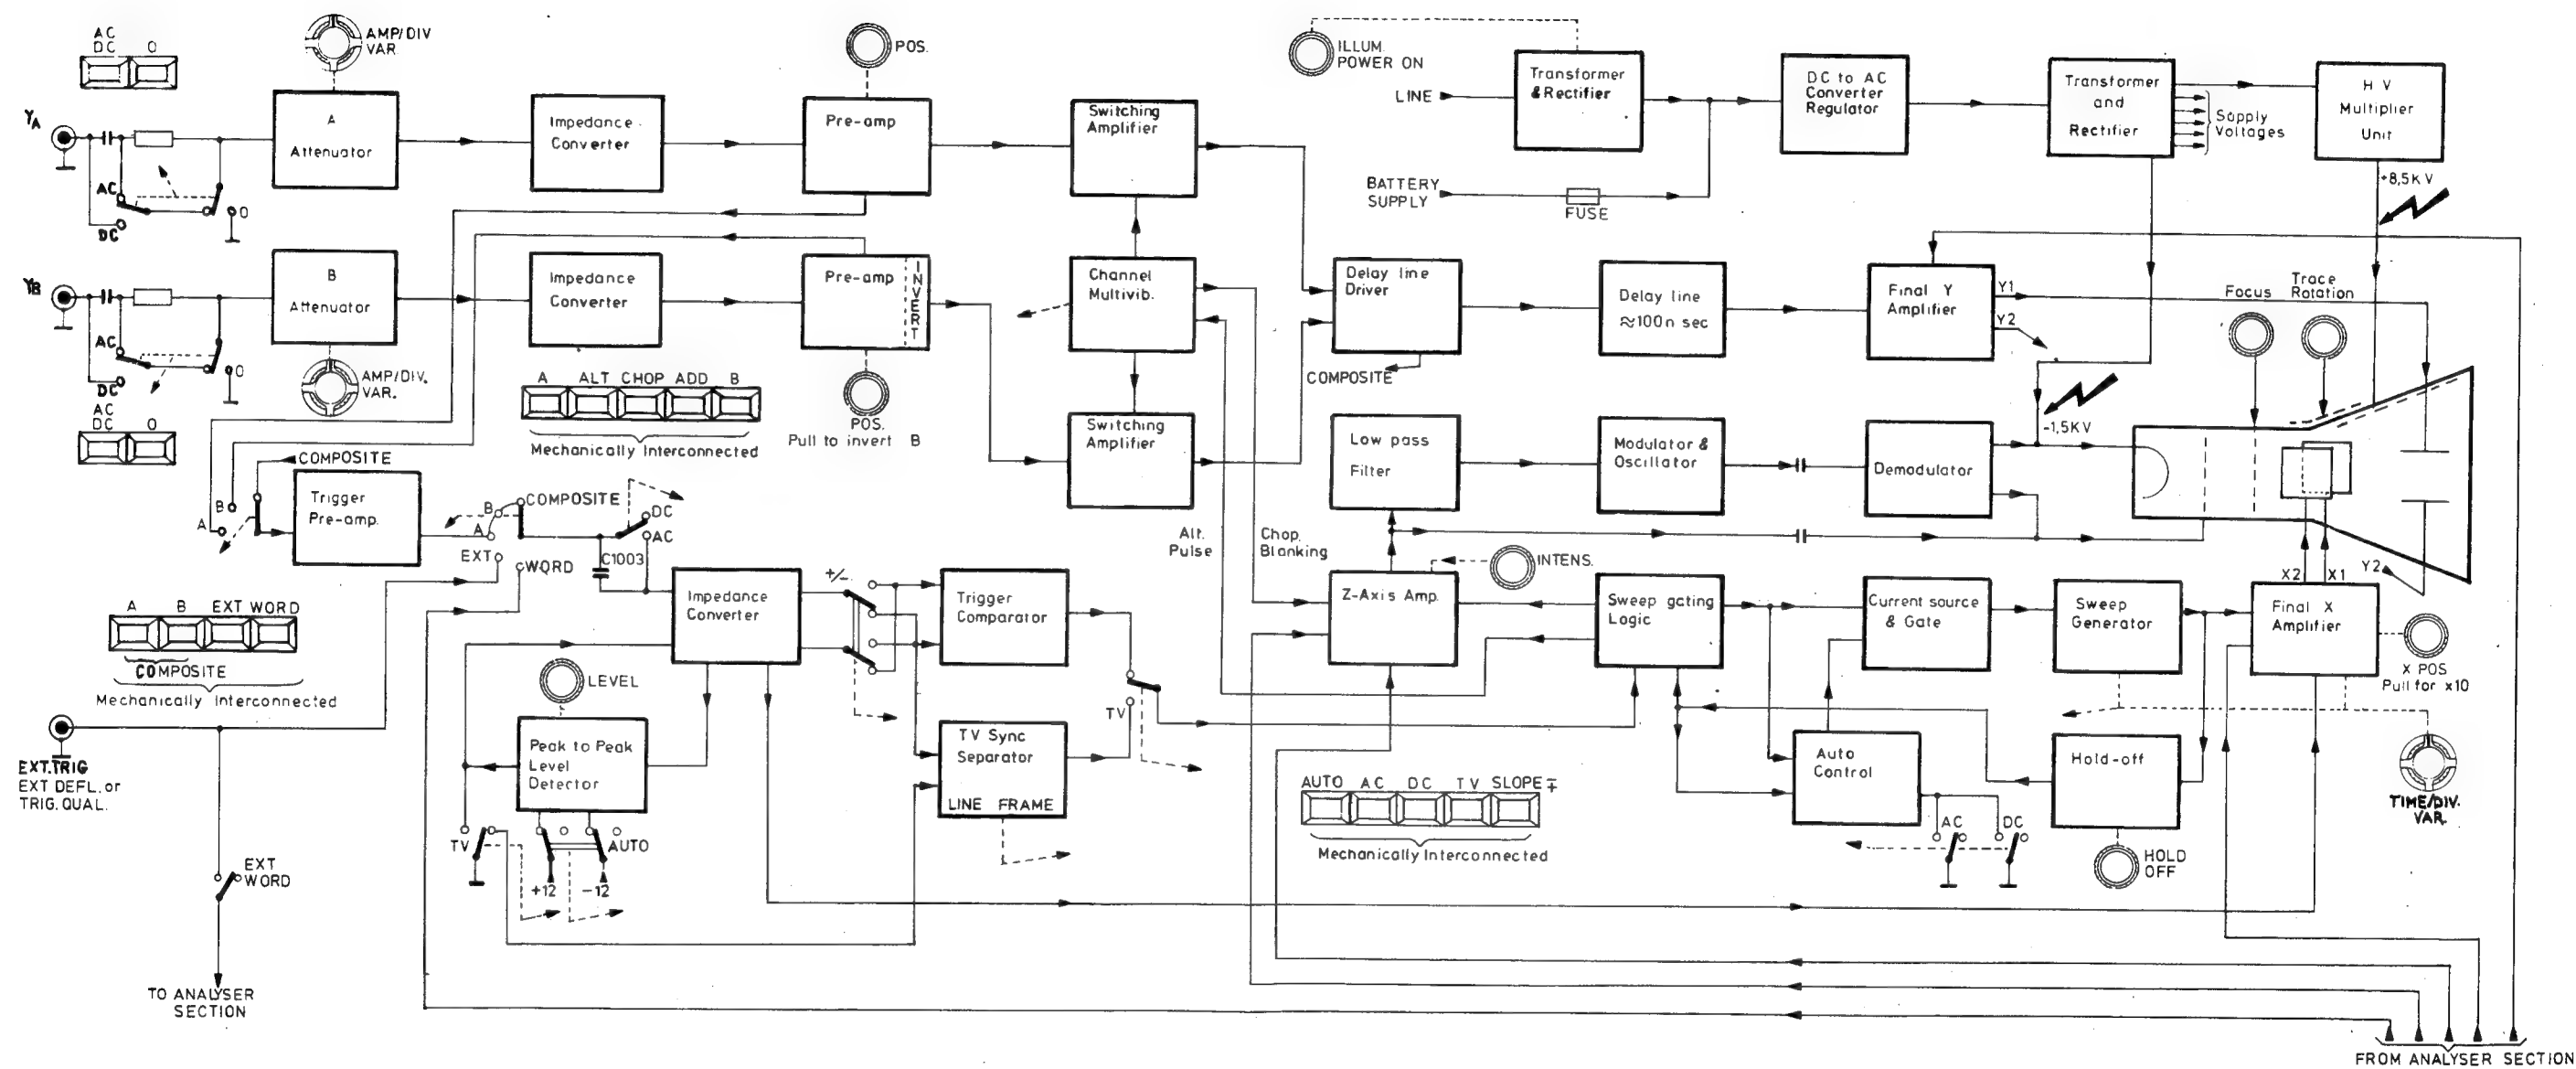 AC
DC
O
AMP/DIV
VAR.
POS.
ILLUM.
POWER ON
LINE
Transformer
& Rectifier
DC to AC
Converter
Regulator
Transformer
and
Rectifier
Supply
Voltages
H V
Multiplier
Unit
+8,5KV
BATTERY
SUPPLY
FUSE
YA
AC
DC
O
A
Attenuator
Impedance
Converter
Pre-amp
Switching
Amplifier
YB
AC
DC
O
B
Attenuator
Impedance
Converter
Pre-amp
INVERT
Channel
Multivib.
Delay line
Driver
COMPOSITE
Delay line
≈100n sec
Final Y
Amplifier
Y1
Y2
Focus
Trace
Rotation
AC
DC
O
AMP/DIV.
VAR.
A ALT CHOP ADD B
Mechanically Interconnected
POS.
Pull to invert B
Switching
Amplifier
Low pass
Filter
Modulator &
Oscillator
Demodulator
-1,5KV
COMPOSITE
B
A
Trigger
Pre-amp.
COMPOSITE
B
A
EXT
WORD
DC
AC
C1003
Alt.
Pulse
Chop.
Blanking
INTENS.
X2
X1
Y2
A B EXT WORD
COMPOSITE
Mechanically Interconnected
Impedance
Converter
+/-
Trigger
Comparator
Z-Axis Amp.
Sweep gating
Logic
Current source
& Gate
Sweep
Generator
Final X
Amplifier
X POS
Pull for x10
LEVEL
EXT.TRIG
EXT DEFL. or
TRIG. QUAL.
Peak to Peak
Level
Detector
TV
TV Sync
Separator
LINE FRAME
AUTO AC DC TV SLOPE ∓
Mechanically Interconnected
Auto
Control
Hold-off
TIME/DIV.
VAR.
AC
DC
HOLD
OFF
TV
AUTO
+12
-12
EXT
WORD
TO ANALYSER
SECTION
FROM ANALYSER SECTION